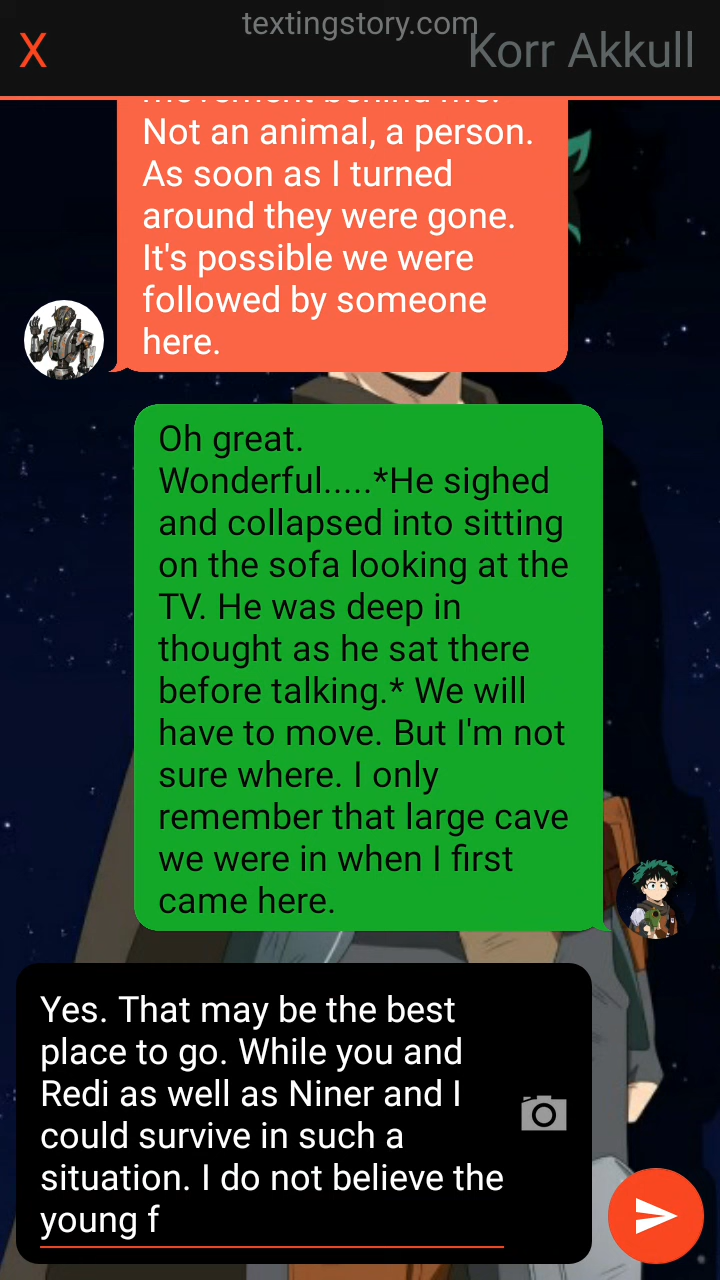 textingstory.com
X
Korr Akkull
movement behind me.
Not an animal, a person.
As soon as I turned
around they were gone.
It's possible we were
followed by someone
here.
Oh great.
Wonderful.....*He sighed
and collapsed into sitting
on the sofa looking at the
TV. He was deep in
thought as he sat there
before talking.* We will
have to move. But I'm not
sure where. I only
remember that large cave
we were in when I first
came here.
Yes. That may be the best
place to go. While you and
Redi as well as Niner and I
could survive in such a
situation. I do not believe the
young f